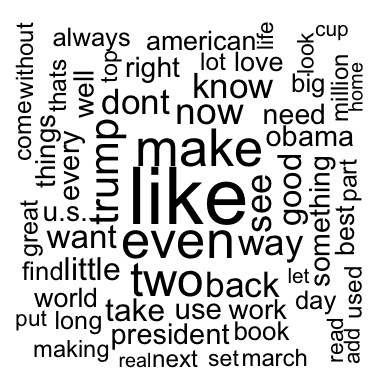 cup
life
always
american
look
without
come
thats
top
right
lot love
well
know
big
million
home
dont
now
need
things
every
trump
make
obama
like
see
good
something
part
best
great
u.s.
want
even
way
find
little
two
back
let
world
day
used
take use work
put long
president
book
read
add
making
real
next
set
march